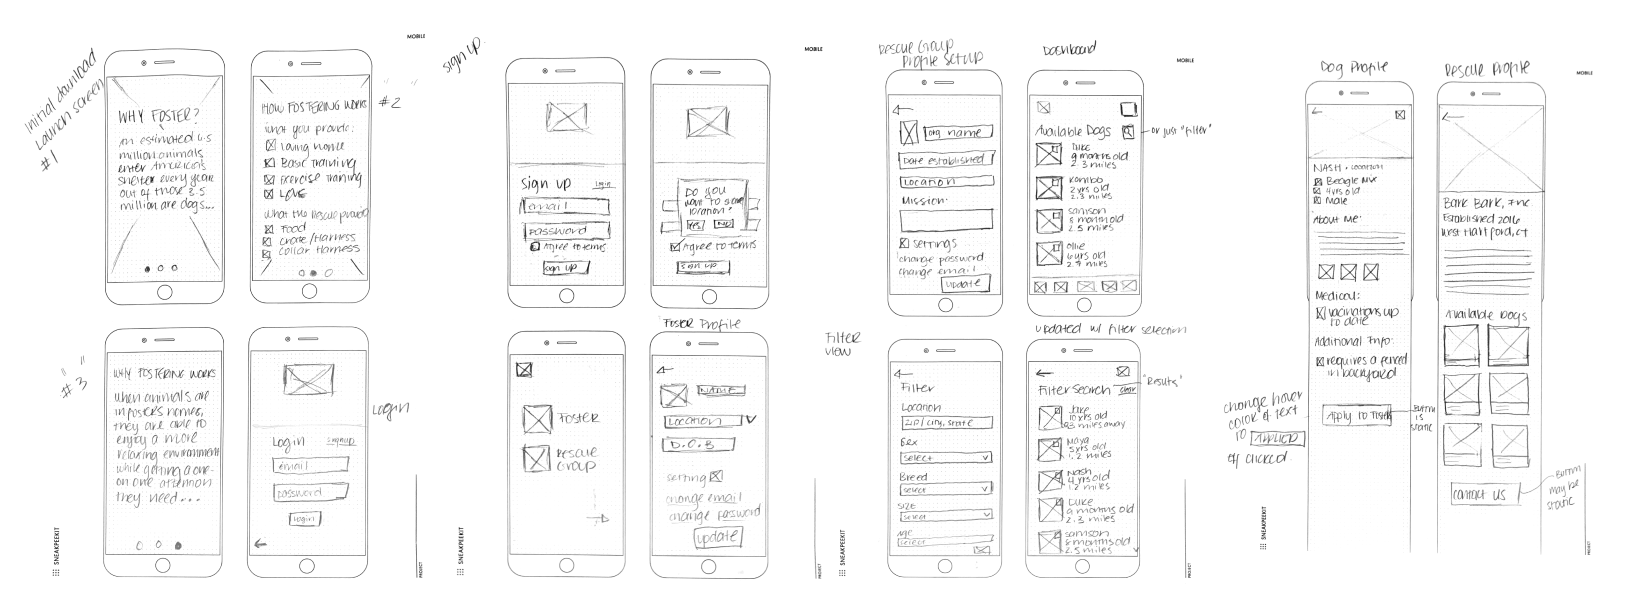 Initial download
Launch screen
#1
WHY FOSTER?
An estimated 6.5
million animals
enter America's
shelter every year
out of those 3.5
million are dogs...
MOBILE
#2
HOW FOSTERING WORKS
What you provide:
Loving home
Basic Training
Exercise Training
LOVE
What the rescue provides
Food
Crate/Harness
Collar Harness
" "
#3
WHY FOSTERING WORKS
When animals are
in fosters homes,
they are able to
enjoy a more
relaxing environment
while getting a one-
on one attention
they need...
Login
Login
signup
email
password
login
SNEAKPEEKIT
PROJECT
sign up
MOBILE
sign up
Login
email
password
Agree to terms
sign up
Do you
want to share
location?
Yes
No
Agree to terms
sign up
FOSTER
RESCUE
GROUP
Foster Profile
NAME
LOCATION
D.O.B
setting
change email
change password
update
SNEAKPEEKIT
PROJECT
Rescue Group
Profile Setup
org name
Date established
Location
Mission:
settings
change password
change email
update
Dashboard
MOBILE
Available Dogs
or just "filter"
Duke
9 months old
2.3 miles
Rambo
2 yrs old
2.3 miles
samson
8 month old
2.5 miles
Ollie
6 yrs old
2.7 miles
Filter
view
Filter
Location
ZIP/city, state
Sex
select
Breed
select
SIZE
select
Age
select
updated w/ filter selection
Filter Search
clear
"Results"
Jake
10 yrs old
.93 miles away
Maya
5 yrs old
1.2 miles
Nash
4 yrs old
1.2 miles
Duke
9 months old
2.3 miles
samson
8 months old
2.5 miles
SNEAKPEEKIT
PROJECT
Dog Profile
NASH - location
Beagle Mix
4 yrs old
Male
About Me:
Medical:
vaccinations up
to date
Additional Info:
requires a fenced
in backyard
Apply to Foster
Button
is
static
change hover
color & text
to APPLIED
if clicked.
Rescue Profile
MOBILE
Bark Bark, Inc.
Established 2016
West Hartford, CT
Available Dogs
contact us
Button
may be
static
SNEAKPEEKIT
PROJECT